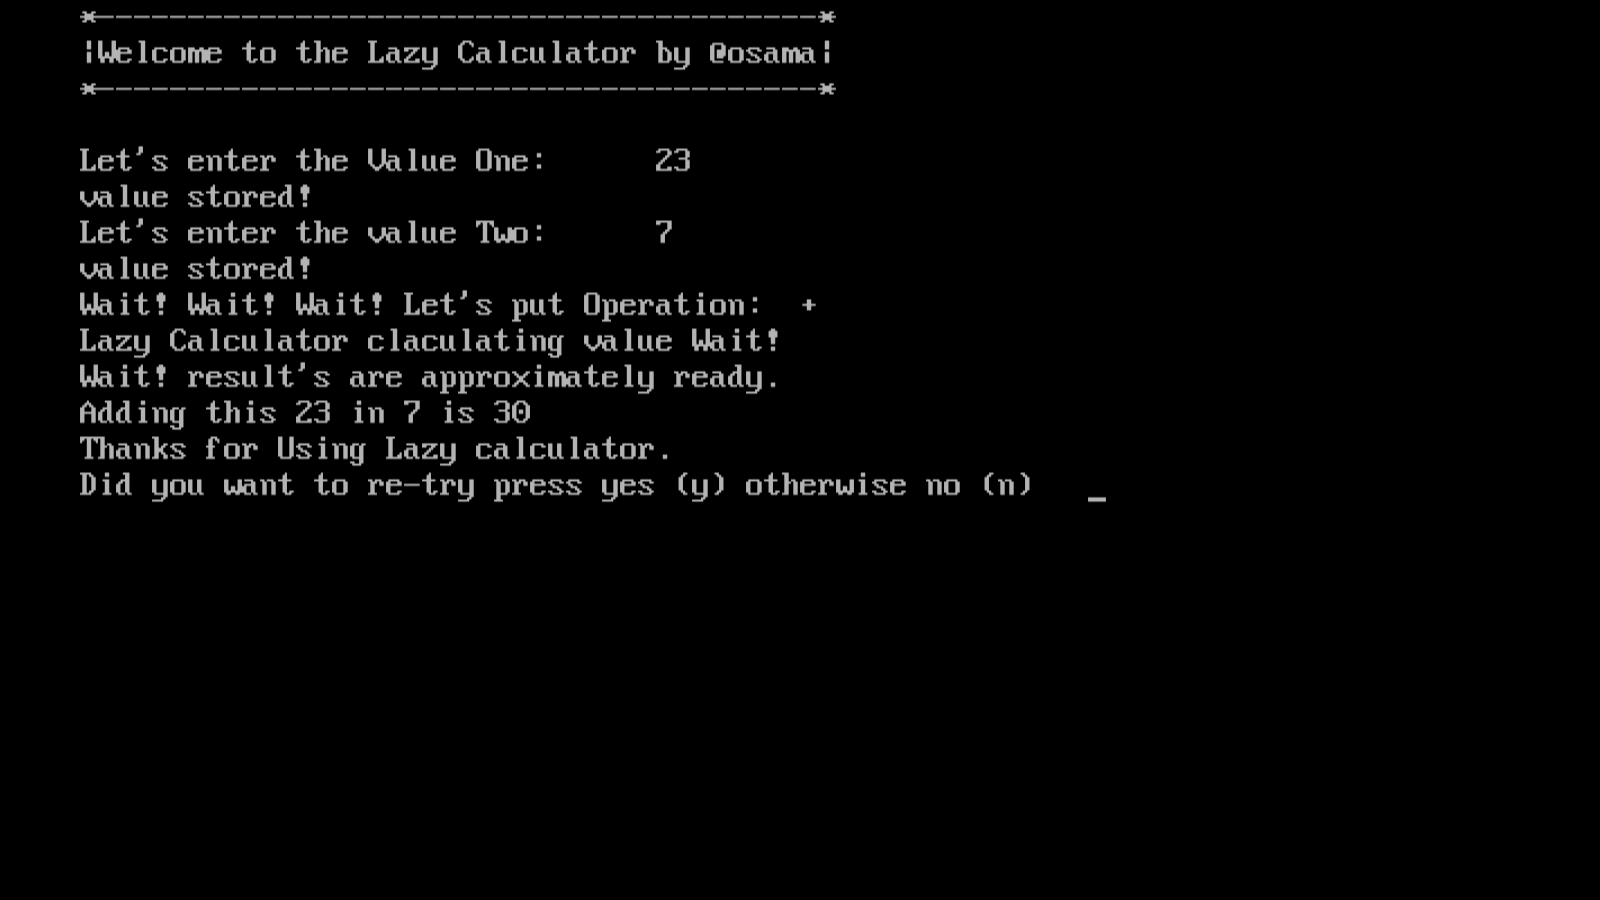 *----------------------------------------*
|Welcome to the Lazy Calculator by @osama|
*----------------------------------------*
Let's enter the Value One: 23
value stored!
Let's enter the value Two: 7
value stored!
Wait! Wait! Wait! Let's put Operation: +
Lazy Calculator claculating value Wait!
Wait! result's are approximately ready.
Adding this 23 in 7 is 30
Thanks for Using Lazy calculator.
Did you want to re-try press yes (y) otherwise no (n) _